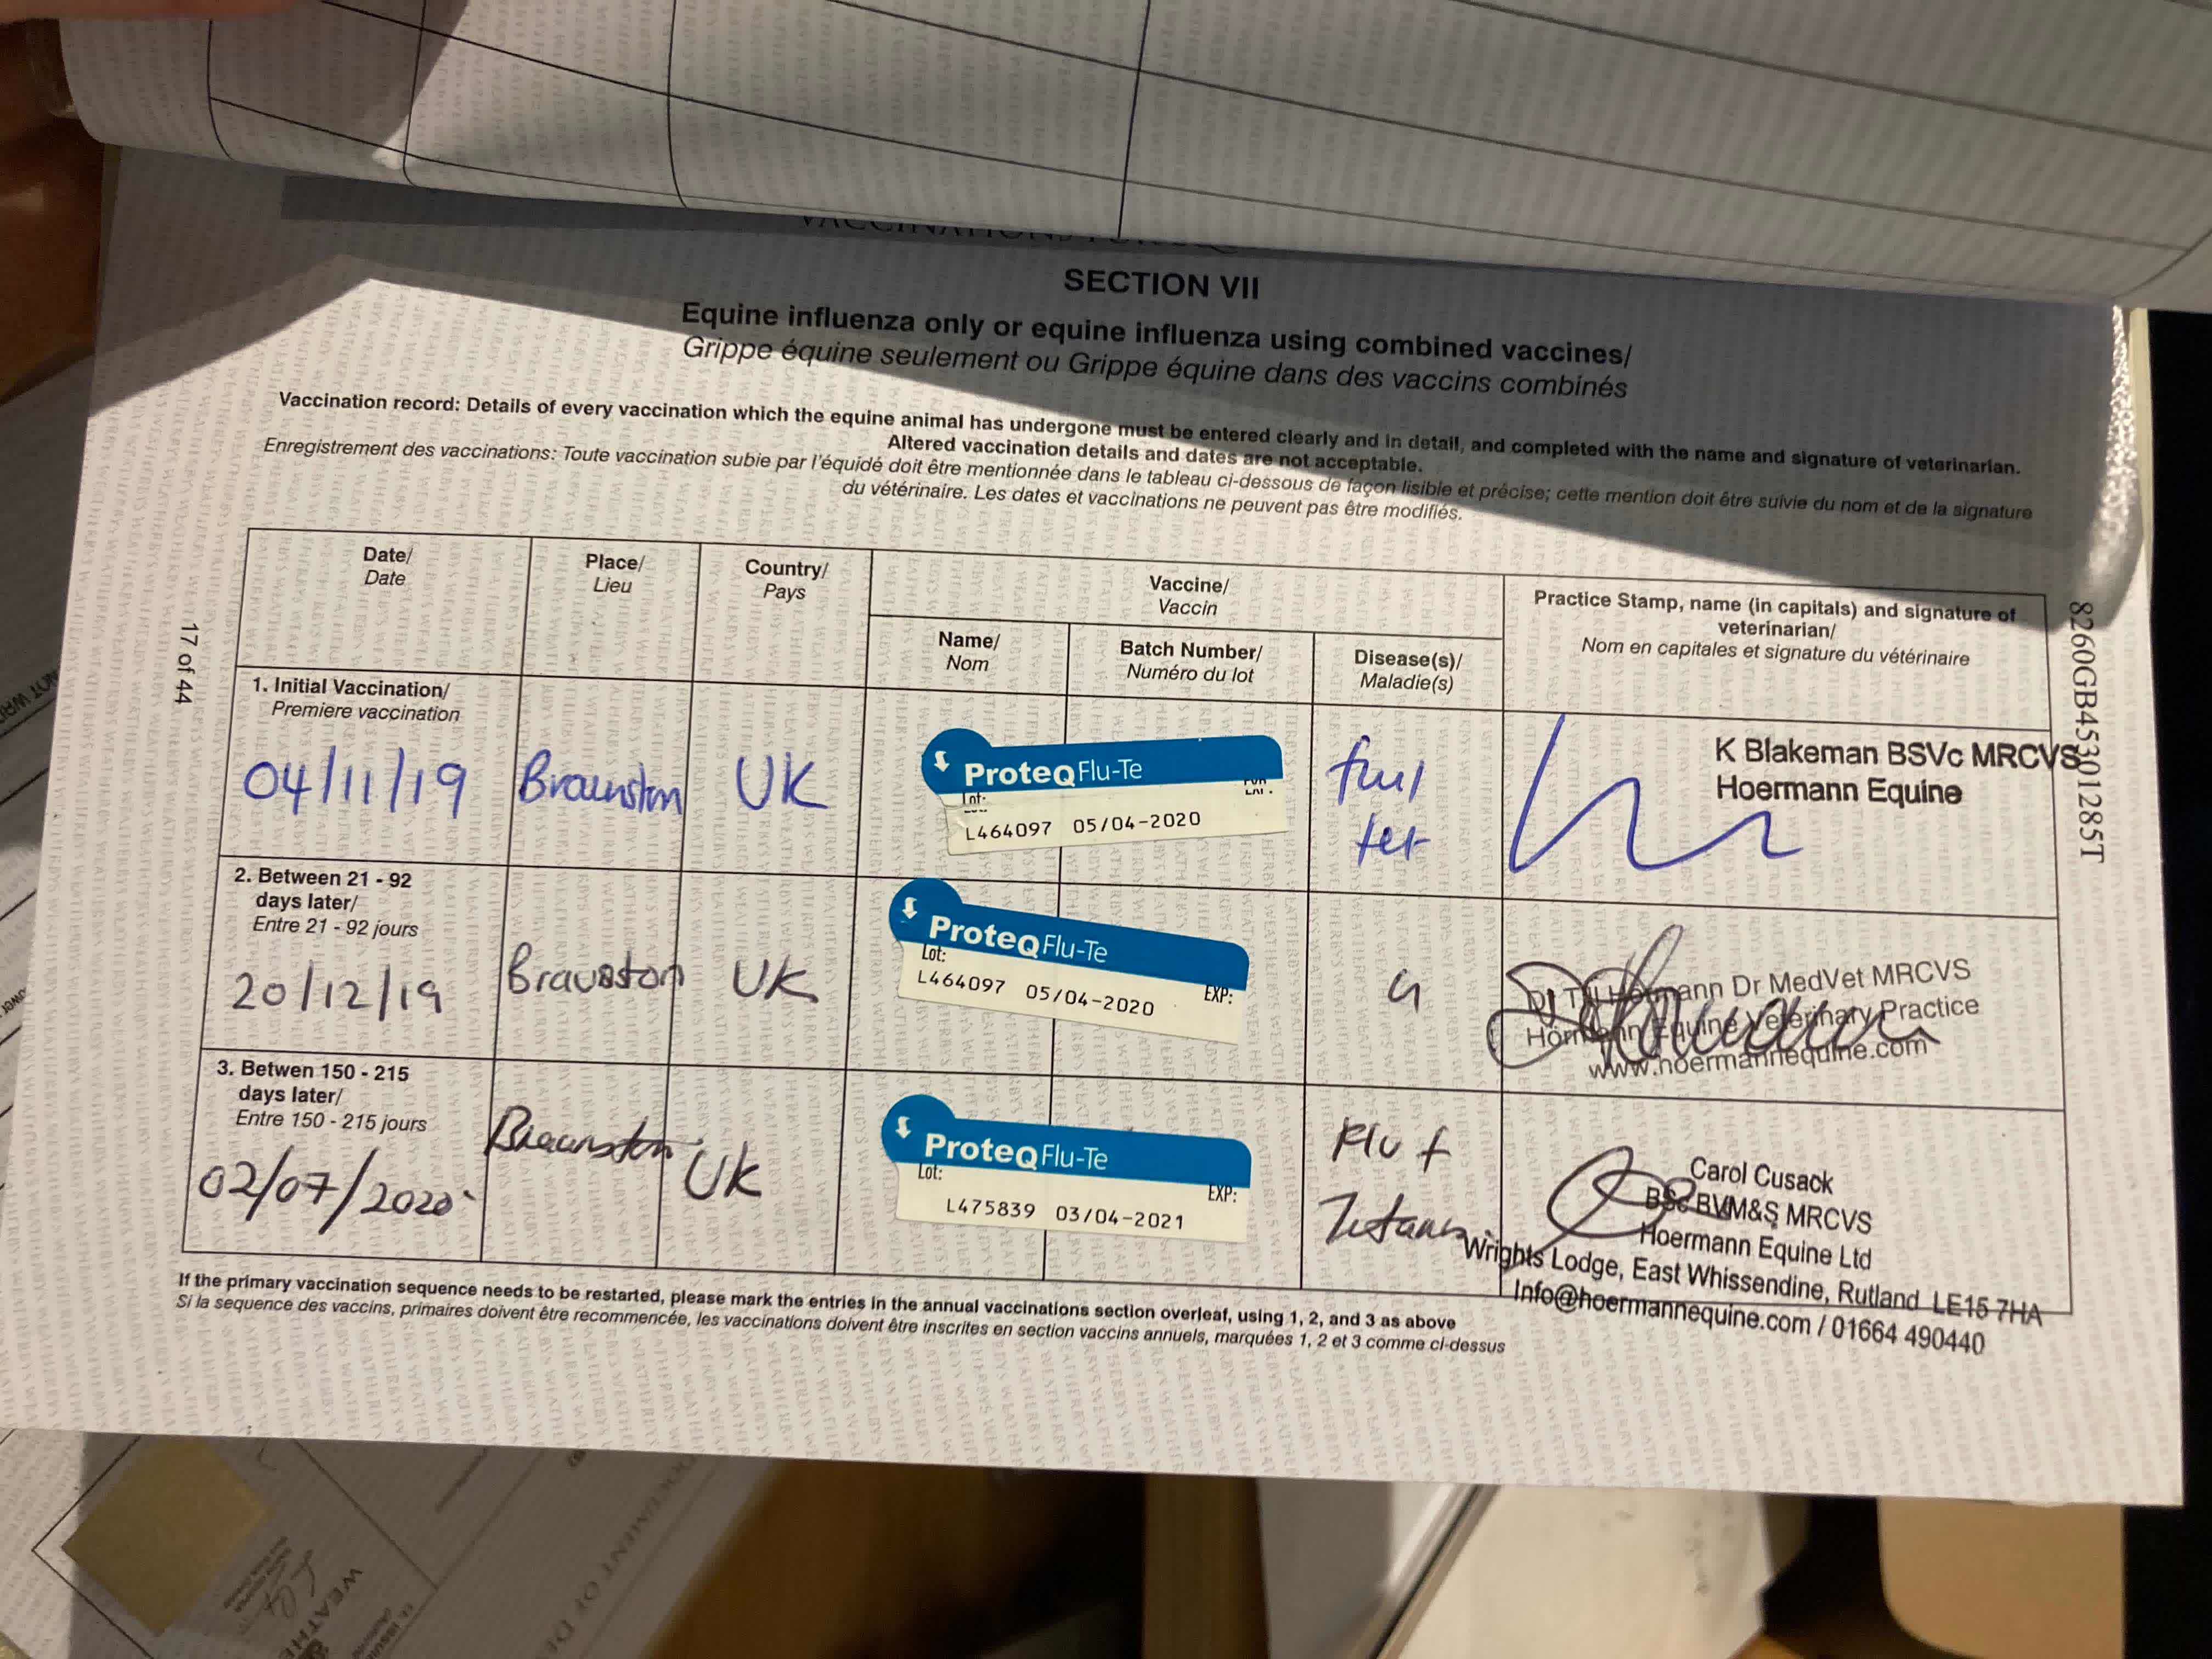 SECTION VII
Equine influenza only or equine influenza using combined vaccines/
Grippe équine seulement ou Grippe équine dans des vaccins combinés
Vaccination record: Details of every vaccination which the equine animal has undergone must be entered clearly and in detail, and completed with the name and signature of veterinarian.
Altered vaccination details and dates are not acceptable.
Enregistrement des vaccinations: Toute vaccination subie par l'équidé doit être mentionnée dans le tableau ci-dessous de façon lisible et précise; cette mention doit être suivie du nom et de la signature
du vétérinaire. Les dates et vaccinations ne peuvent pas être modifiés.
Date/
Date
Place/
Lieu
Country/
Pays
Vaccine/
Vaccin
Name/
Nom
Batch Number/
Numéro du lot
Disease(s)/
Maladie(s)
Practice Stamp, name (in capitals) and signature of
veterinarian/
Nom en capitales et signature du vétérinaire
1. Initial Vaccination/
Premiere vaccination
04/11/19
Braunston
UK
ProteqFlu-Te
Lot:
L464097 05/04-2020
K Blakeman BSVc MRCVS
Hoermann Equine
2. Between 21 - 92
days later/
Entre 21 - 92 jours
20/12/19
Braunston
UK
ProteqFlu-Te
Lot:
EXP:
L464097 05/04-2020
Dr Till Hörmann Dr MedVet MRCVS
Hörmann Equine Veterinary Practice
www.hoermannequine.com
3. Betwen 150 - 215
days later/
Entre 150 - 215 jours
02/07/2020
Braunston
UK
ProteqFlu-Te
Lot:
EXP:
L475839 03/04-2021
Flu +
Tetanus
Carol Cusack
BSc BVM&S MRCVS
Hoermann Equine Ltd
Wrights Lodge, East Whissendine, Rutland LE15 7HA
Info@hoermannequine.com / 01664 490440
If the primary vaccination sequence needs to be restarted, please mark the entries in the annual vaccinations section overleaf, using 1, 2, and 3 as above
Si la sequence des vaccins, primaires doivent être recommencée, les vaccinations doivent être inscrites en section vaccins annuels, marquées 1, 2 et 3 comme ci-dessus
17 of 44
8260GB45301285T